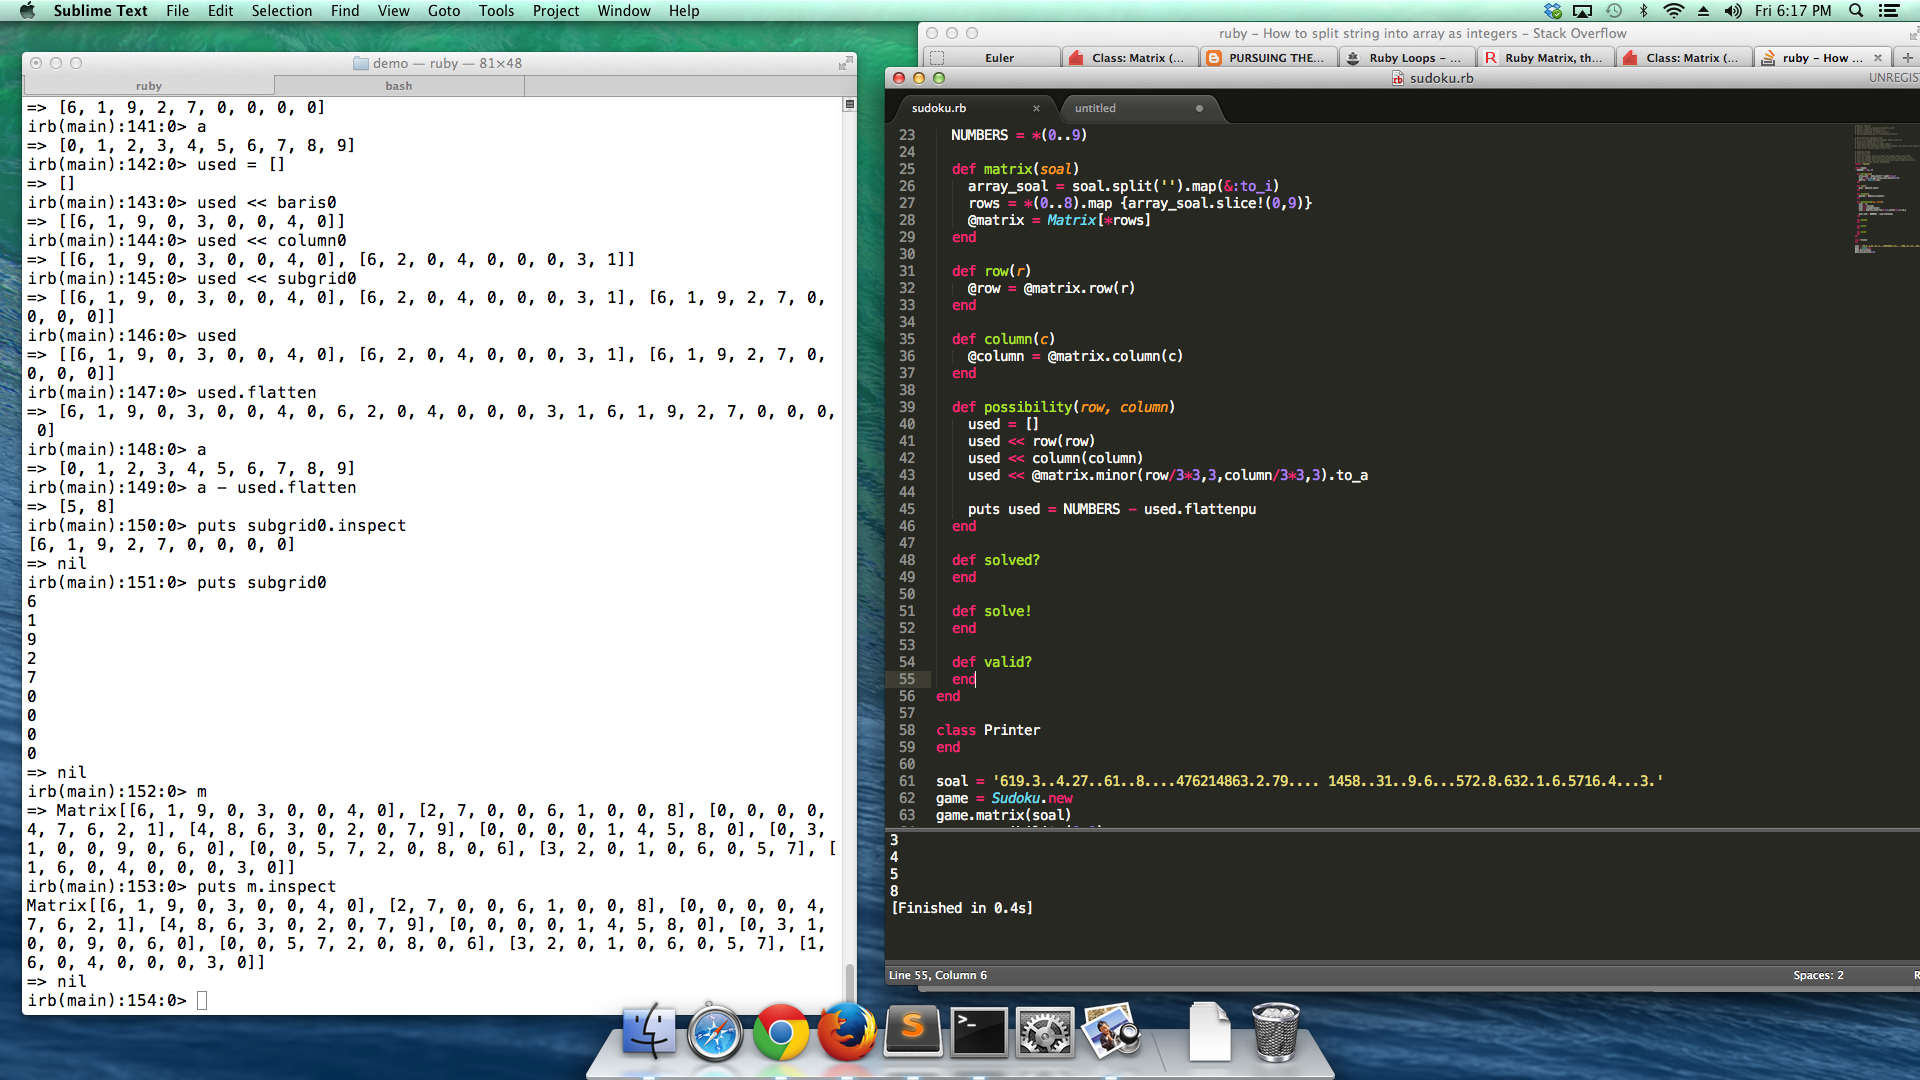 Sublime Text File Edit Selection Find View Goto Tools Project Window Help Fri 6:17 PM
demo — ruby — 81×48
ruby bash
=> [6, 1, 9, 2, 7, 0, 0, 0, 0]
irb(main):141:0> a
=> [0, 1, 2, 3, 4, 5, 6, 7, 8, 9]
irb(main):142:0> used = []
=> []
irb(main):143:0> used << baris0
=> [[6, 1, 9, 0, 3, 0, 0, 4, 0]]
irb(main):144:0> used << column0
=> [[6, 1, 9, 0, 3, 0, 0, 4, 0], [6, 2, 0, 4, 0, 0, 0, 3, 1]]
irb(main):145:0> used << subgrid0
=> [[6, 1, 9, 0, 3, 0, 0, 4, 0], [6, 2, 0, 4, 0, 0, 0, 3, 1], [6, 1, 9, 2, 7, 0,
0, 0, 0]]
irb(main):146:0> used
=> [[6, 1, 9, 0, 3, 0, 0, 4, 0], [6, 2, 0, 4, 0, 0, 0, 3, 1], [6, 1, 9, 2, 7, 0,
0, 0, 0]]
irb(main):147:0> used.flatten
=> [6, 1, 9, 0, 3, 0, 0, 4, 0, 6, 2, 0, 4, 0, 0, 0, 3, 1, 6, 1, 9, 2, 7, 0, 0, 0,
0]
irb(main):148:0> a
=> [0, 1, 2, 3, 4, 5, 6, 7, 8, 9]
irb(main):149:0> a - used.flatten
=> [5, 8]
irb(main):150:0> puts subgrid0.inspect
[6, 1, 9, 2, 7, 0, 0, 0, 0]
=> nil
irb(main):151:0> puts subgrid0
6
1
9
2
7
0
0
0
0
=> nil
irb(main):152:0> m
=> Matrix[[6, 1, 9, 0, 3, 0, 0, 4, 0], [2, 7, 0, 0, 6, 1, 0, 0, 8], [0, 0, 0, 0,
4, 7, 6, 2, 1], [4, 8, 6, 3, 0, 2, 0, 7, 9], [0, 0, 0, 0, 1, 4, 5, 8, 0], [0, 3,
1, 0, 0, 9, 0, 6, 0], [0, 0, 5, 7, 2, 0, 8, 0, 6], [3, 2, 0, 1, 0, 6, 0, 5, 7], [
1, 6, 0, 4, 0, 0, 0, 3, 0]]
irb(main):153:0> puts m.inspect
Matrix[[6, 1, 9, 0, 3, 0, 0, 4, 0], [2, 7, 0, 0, 6, 1, 0, 0, 8], [0, 0, 0, 0, 4,
7, 6, 2, 1], [4, 8, 6, 3, 0, 2, 0, 7, 9], [0, 0, 0, 0, 1, 4, 5, 8, 0], [0, 3, 1,
0, 0, 9, 0, 6, 0], [0, 0, 5, 7, 2, 0, 8, 0, 6], [3, 2, 0, 1, 0, 6, 0, 5, 7], [1,
6, 0, 4, 0, 0, 0, 3, 0]]
=> nil
irb(main):154:0>
ruby – How to split string into array as integers – Stack Overflow
Euler Class: Matrix (... PURSUING THE... Ruby Loops – ... Ruby Matrix, th... Class: Matrix (... ruby – How ...
sudoku.rb UNREGIS
sudoku.rb untitled
23 NUMBERS = *(0..9)
24
25 def matrix(soal)
26 array_soal = soal.split('').map(&:to_i)
27 rows = *(0..8).map {array_soal.slice!(0,9)}
28 @matrix = Matrix[*rows]
29 end
30
31 def row(r)
32 @row = @matrix.row(r)
33 end
34
35 def column(c)
36 @column = @matrix.column(c)
37 end
38
39 def possibility(row, column)
40 used = []
41 used << row(row)
42 used << column(column)
43 used << @matrix.minor(row/3*3,3,column/3*3,3).to_a
44
45 puts used = NUMBERS - used.flattenpu
46 end
47
48 def solved?
49 end
50
51 def solve!
52 end
53
54 def valid?
55 end
56 end
57
58 class Printer
59 end
60
61 soal = '619.3..4.27..61..8....476214863.2.79.... 1458..31..9.6...572.8.632.1.6.5716.4...3.'
62 game = Sudoku.new
63 game.matrix(soal)
3
4
5
8
[Finished in 0.4s]
Line 55, Column 6 Spaces: 2 R